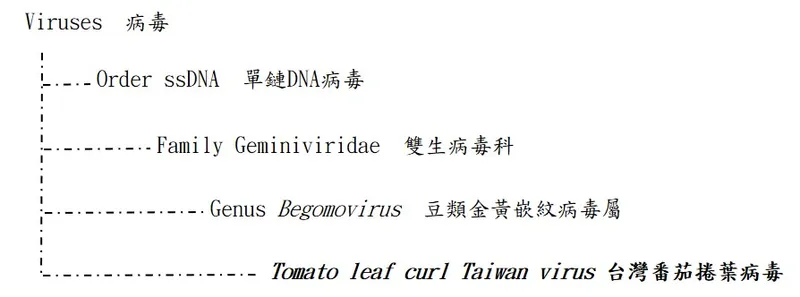 Viruses 病毒
Order ssDNA 單鏈DNA病毒
Family Geminiviridae 雙生病毒科
Genus Begomovirus 豆類金黃嵌紋病毒屬
Tomato leaf curl Taiwan virus 台灣番茄捲葉病毒